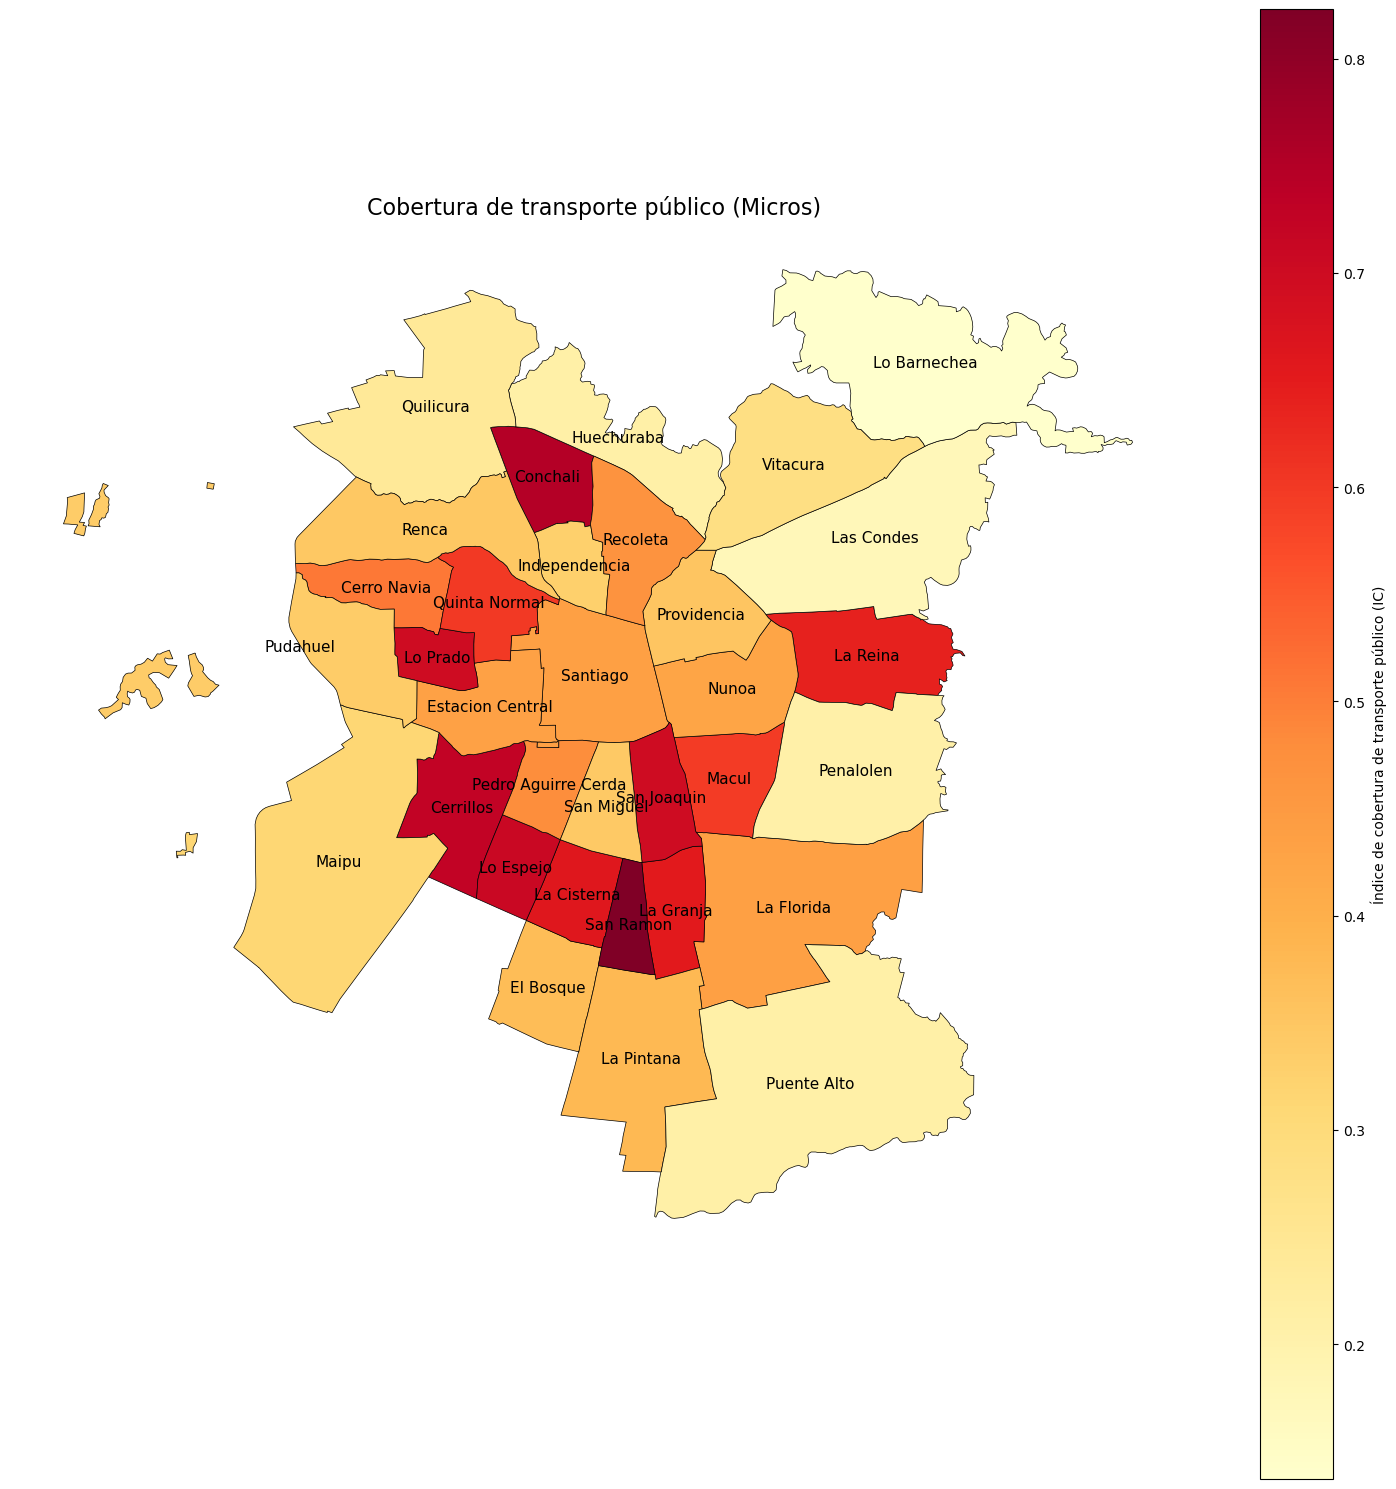 Cobertura de transporte público (Micros)
Lo Barnechea
Quilicura
Huechuraba
Vitacura
Conchali
Renca
Recoleta
Las Condes
Independencia
Cerro Navia
Quinta Normal
Providencia
Pudahuel
Lo Prado
La Reina
Santiago
Nunoa
Estacion Central
Penalolen
Macul
Pedro Aguirre Cerda
San Joaquin
San Miguel
Cerrillos
Maipu
Lo Espejo
La Cisterna
La Granja
La Florida
San Ramon
El Bosque
La Pintana
Puente Alto
0.8
0.7
0.6
0.5
0.4
0.3
0.2
Índice de cobertura de transporte público (IC)